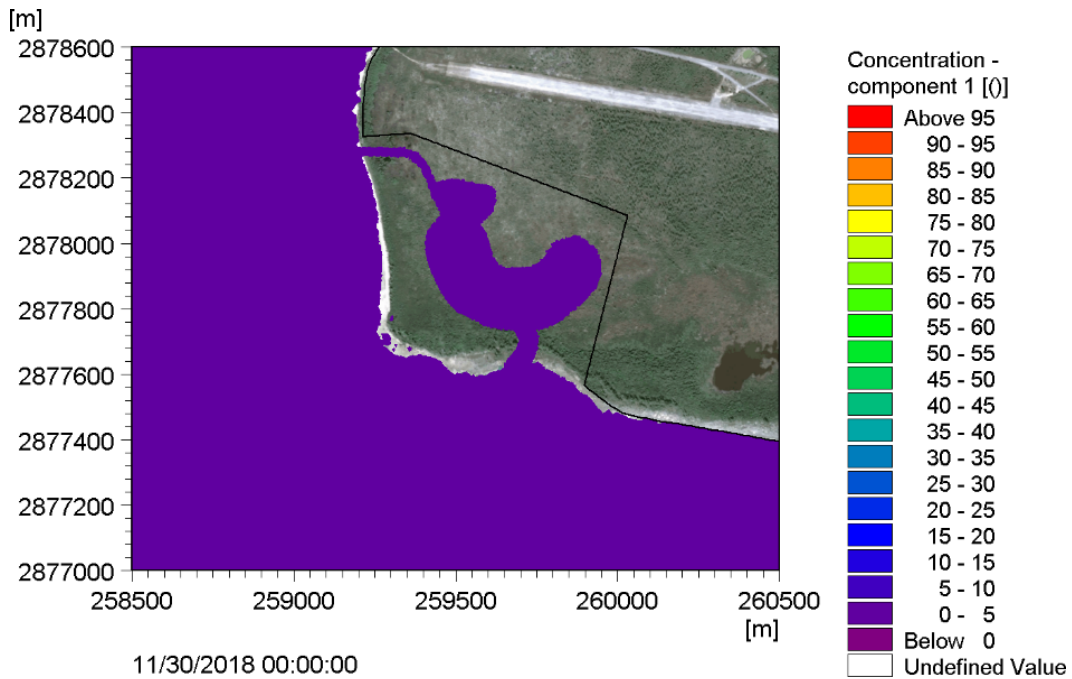 [m]
2878600
2878400
2878200
2878000
2877800
2877600
2877400
2877200
2877000
258500 259000 259500 260000 260500
[m]
11/30/2018 00:00:00
Concentration -
component 1 [()]
Above 95
90 - 95
85 - 90
80 - 85
75 - 80
70 - 75
65 - 70
60 - 65
55 - 60
50 - 55
45 - 50
40 - 45
35 - 40
30 - 35
25 - 30
20 - 25
15 - 20
10 - 15
5 - 10
0 - 5
Below 0
Undefined Value